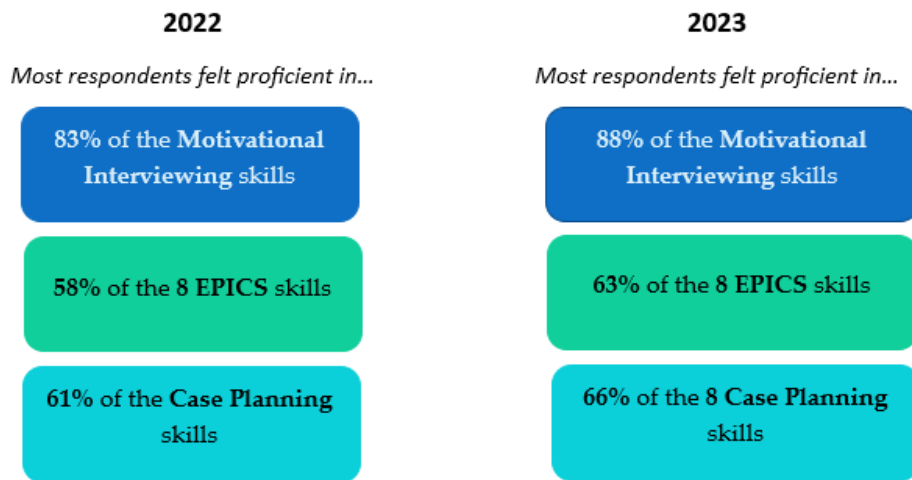 2022
Most respondents felt proficient in...
83% of the Motivational
Interviewing skills
58% of the 8 EPICS skills
61% of the Case Planning
skills
2023
Most respondents felt proficient in...
88% of the Motivational
Interviewing skills
63% of the 8 EPICS skills
66% of the 8 Case Planning
skills